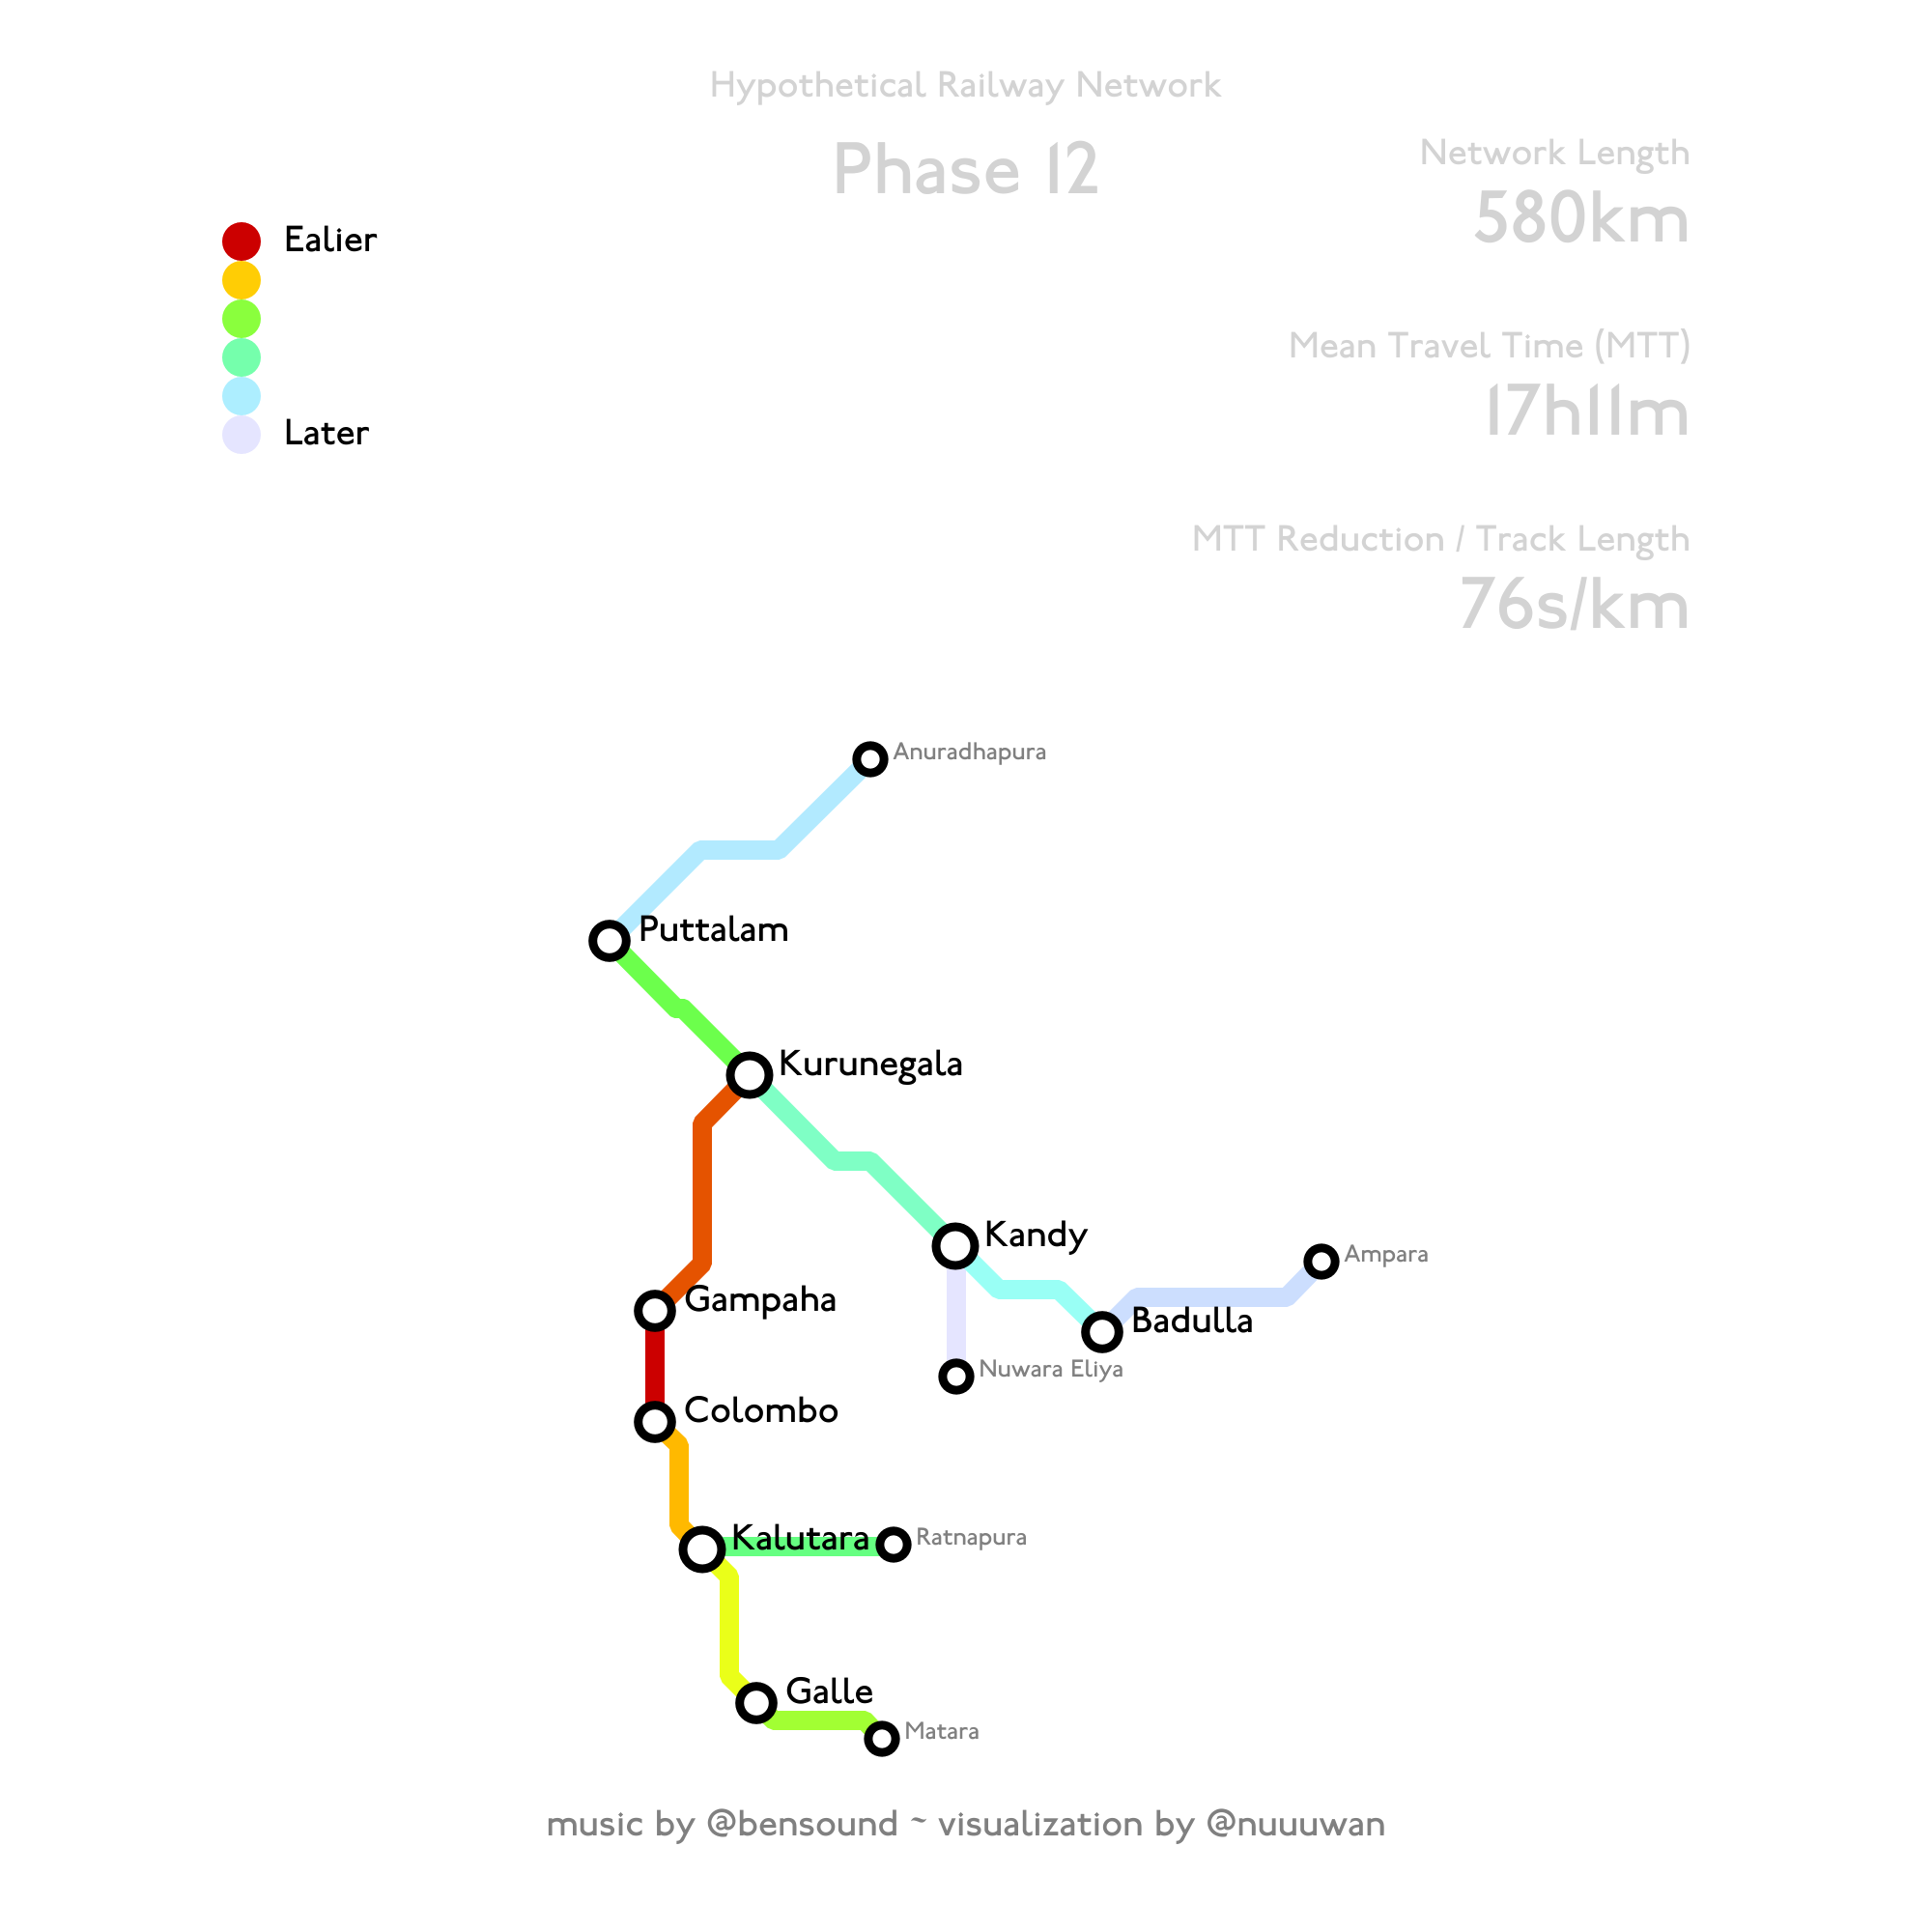 Hypothetical Railway Network
Phase 12
Network Length
580km
Ealier
Mean Travel Time (MTT)
17h11m
Later
MTT Reduction / Track Length
76s/km
Anuradhapura
Puttalam
Kurunegala
Kandy
Ampara
Gampaha
Badulla
Nuwara Eliya
Colombo
Kalutara
Ratnapura
Galle
Matara
music by @bensound ~ visualization by @nuuuwan